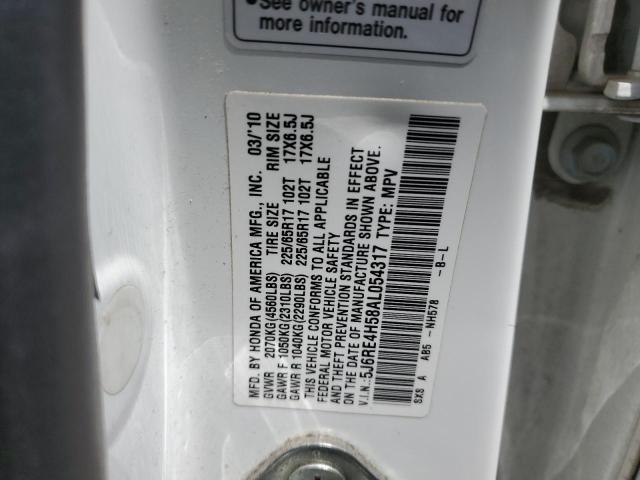 •See owner's manual for
more information.
MFD. BY HONDA OF AMERICA MFG., INC. 03/'10
GVWR 2070KG(4560LBS) TIRE SIZE RIM SIZE
GAWR F 1050KG(2310LBS) 225/65R17 102T 17X6.5J
GAWR R 1040KG(2290LBS) 225/65R17 102T 17X6.5J
THIS VEHICLE CONFORMS TO ALL APPLICABLE
FEDERAL MOTOR VEHICLE SAFETY
AND THEFT PREVENTION STANDARDS IN EFFECT
ON THE DATE OF MANUFACTURE SHOWN ABOVE.
V.I.N.:5J6RE4H58AL054317 TYPE: MPV
SXS A AB5 -NH578 -B-L